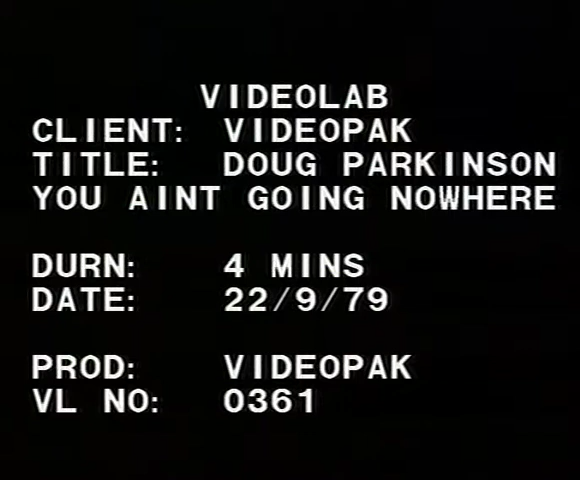 VIDEOLAB
CLIENT: VIDEOPAK
TITLE: DOUG PARKINSON
YOU AINT GOING NOWHERE
DURN: 4 MINS
DATE: 22/9/79
PROD: VIDEOPAK
VL NO: 0361